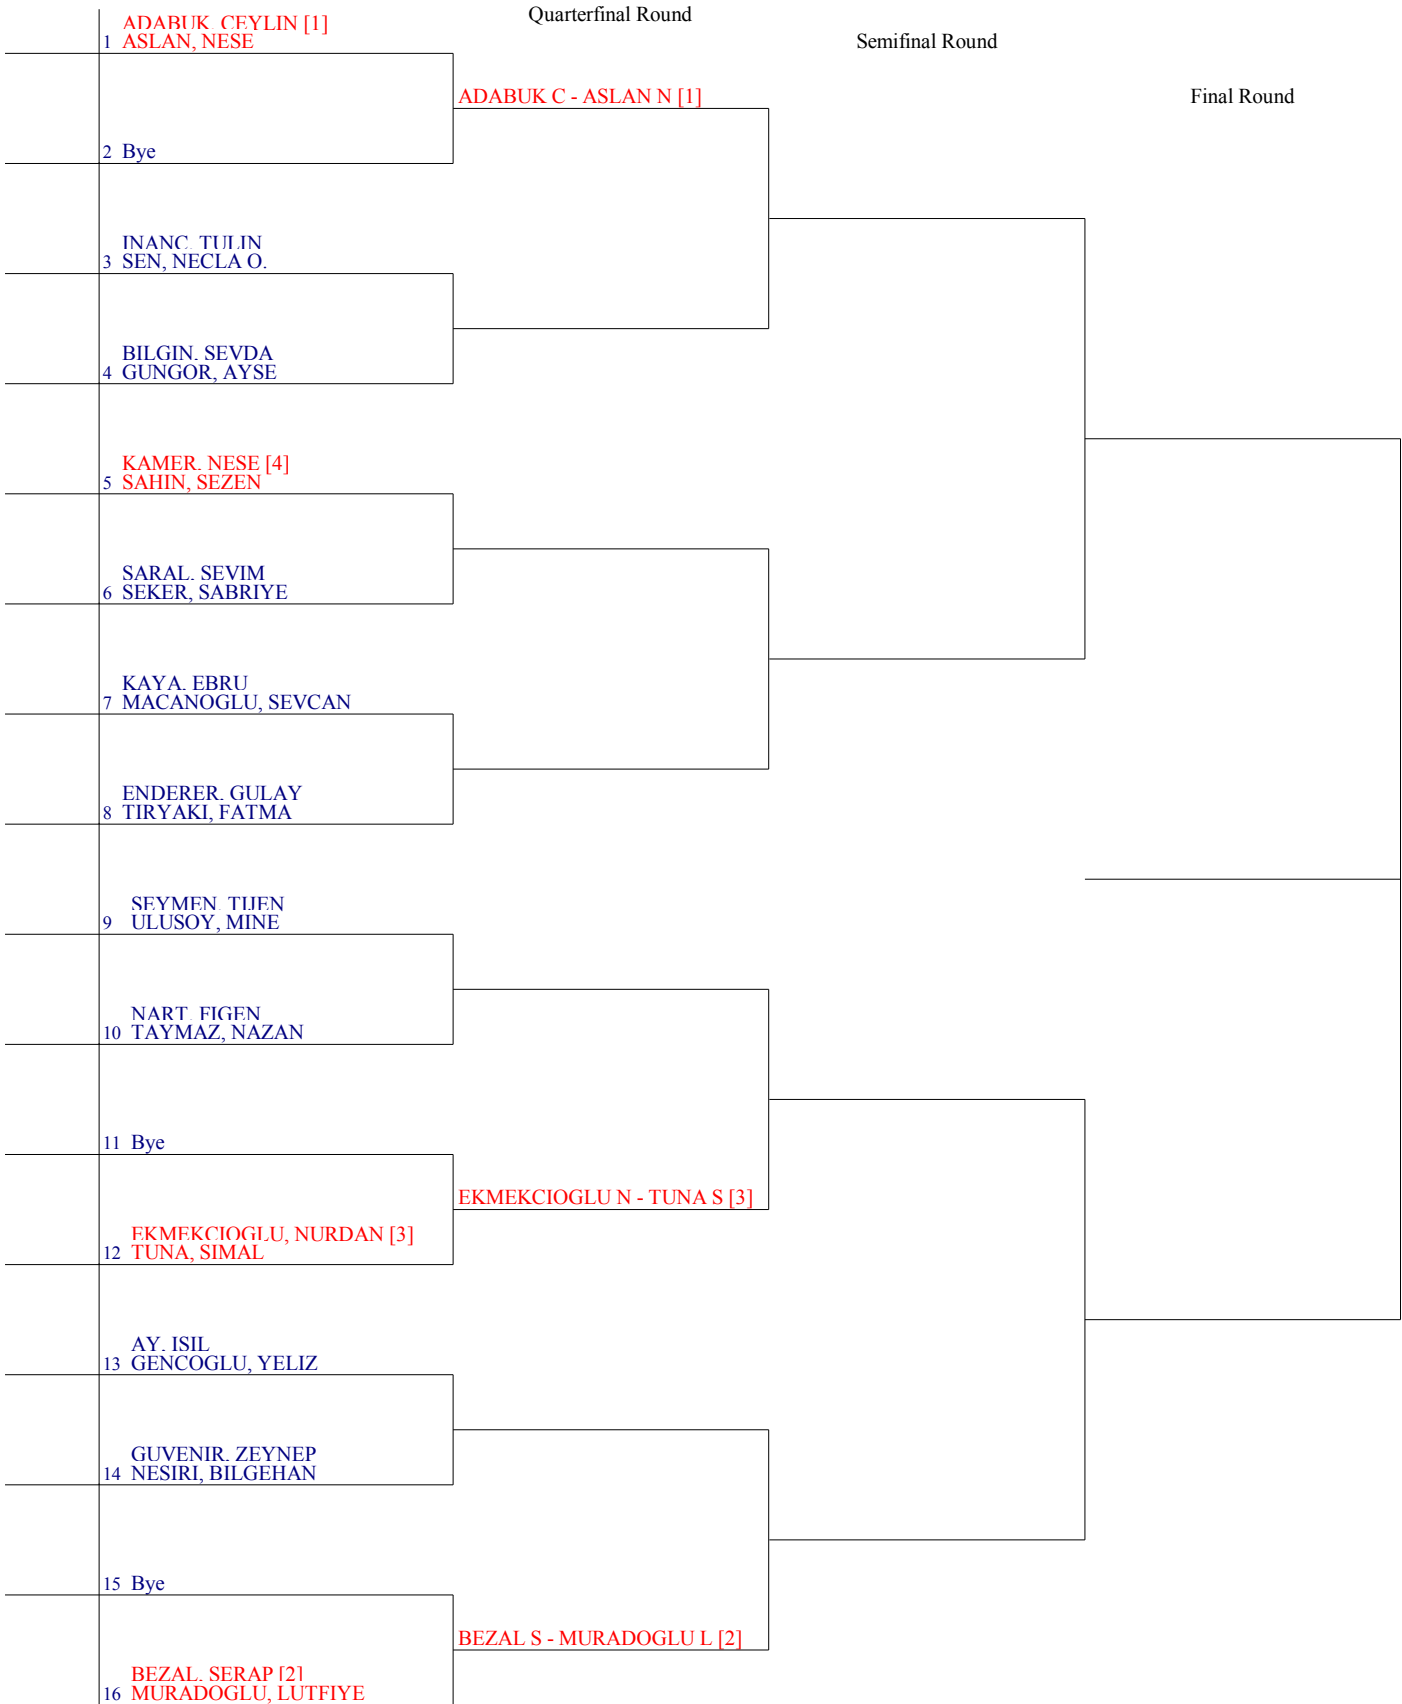 Quarterfinal Round
Semifinal Round
Final Round
ADABUK, CEYLIN [1]
1 ASLAN, NESE
ADABUK C - ASLAN N [1]
2 Bye
INANC, TULIN
3 SEN, NECLA O.
BILGIN, SEVDA
4 GUNGOR, AYSE
KAMER, NESE [4]
5 SAHIN, SEZEN
SARAL, SEVIM
6 SEKER, SABRIYE
KAYA, EBRU
7 MACANOGLU, SEVCAN
ENDERER, GULAY
8 TIRYAKI, FATMA
SEYMEN, TIJEN
9 ULUSOY, MINE
NART, FIGEN
10 TAYMAZ, NAZAN
11 Bye
EKMEKCIOGLU N - TUNA S [3]
EKMEKCIOGLU, NURDAN [3]
12 TUNA, SIMAL
AY, ISIL
13 GENCOGLU, YELIZ
GUVENIR, ZEYNEP
14 NESIRI, BILGEHAN
15 Bye
BEZAL S - MURADOGLU L [2]
BEZAL, SERAP [2]
16 MURADOGLU, LUTFIYE